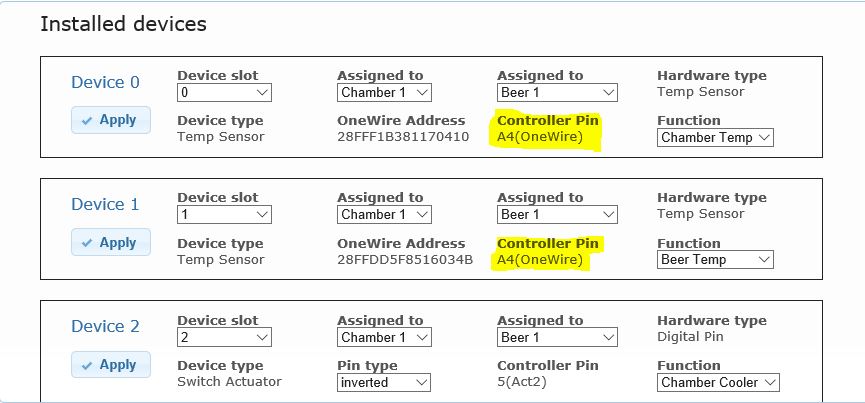 Installed devices
Device 0
Device slot Assigned to Assigned to Hardware type
0 Chamber 1 Beer 1 Temp Sensor
Apply
Device type OneWire Address Controller Pin Function
Temp Sensor 28FFF1B381170410 A4(OneWire) Chamber Temp
Device 1
Device slot Assigned to Assigned to Hardware type
1 Chamber 1 Beer 1 Temp Sensor
Apply
Device type OneWire Address Controller Pin Function
Temp Sensor 28FFDD5F8516034B A4(OneWire) Beer Temp
Device 2
Device slot Assigned to Assigned to Hardware type
2 Chamber 1 Beer 1 Digital Pin
Apply
Device type Pin type Controller Pin Function
Switch Actuator inverted 5(Act2) Chamber Cooler